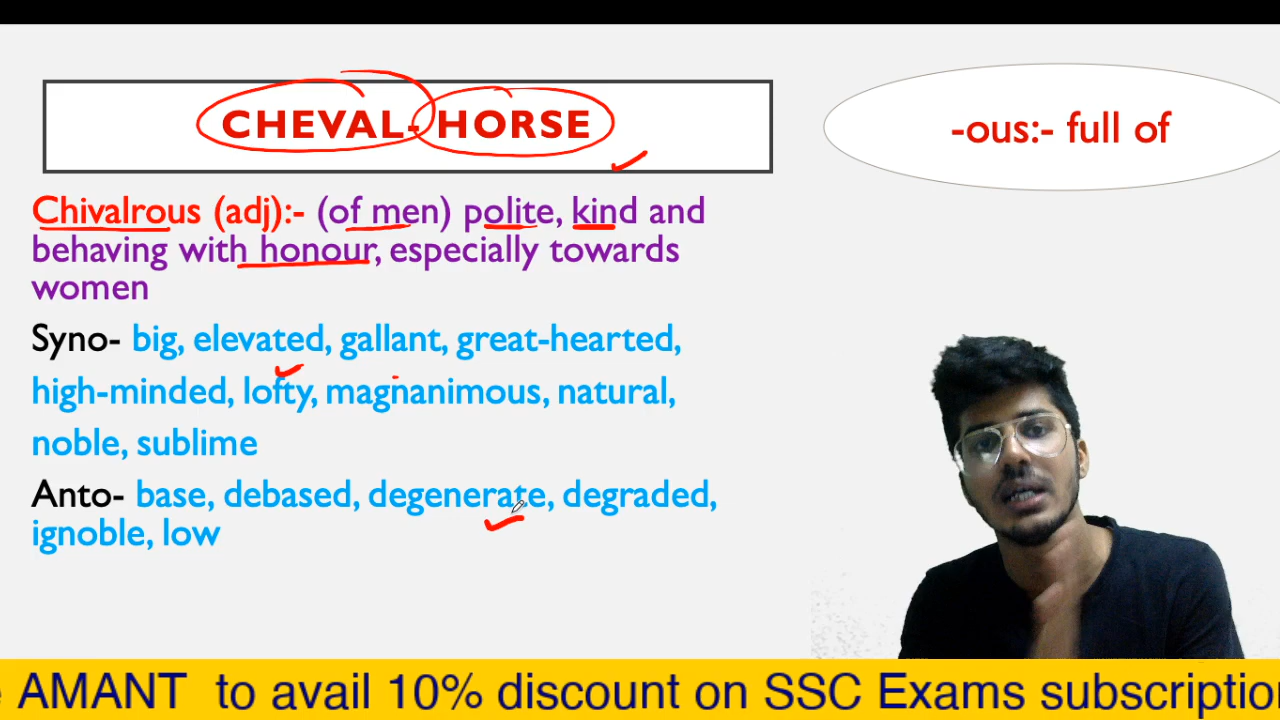 CHEVAL- HORSE
-ous:- full of
Chivalrous (adj):- (of men) polite, kind and
behaving with honour, especially towards
women
Syno- big, elevated, gallant, great-hearted,
high-minded, lofty, magnanimous, natural,
noble, sublime
Anto- base, debased, degenerate, degraded,
ignoble, low
e AMANT to avail 10% discount on SSC Exams subscription